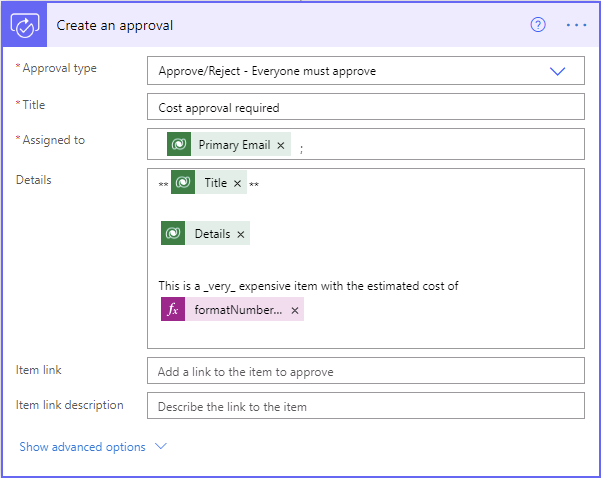 Create an approval
? ...
* Approval type Approve/Reject - Everyone must approve
* Title Cost approval required
* Assigned to Primary Email × ;
Details ** Title × **
Details ×
This is a _very_ expensive item with the estimated cost of
fx formatNumber... ×
Item link Add a link to the item to approve
Item link description Describe the link to the item
Show advanced options